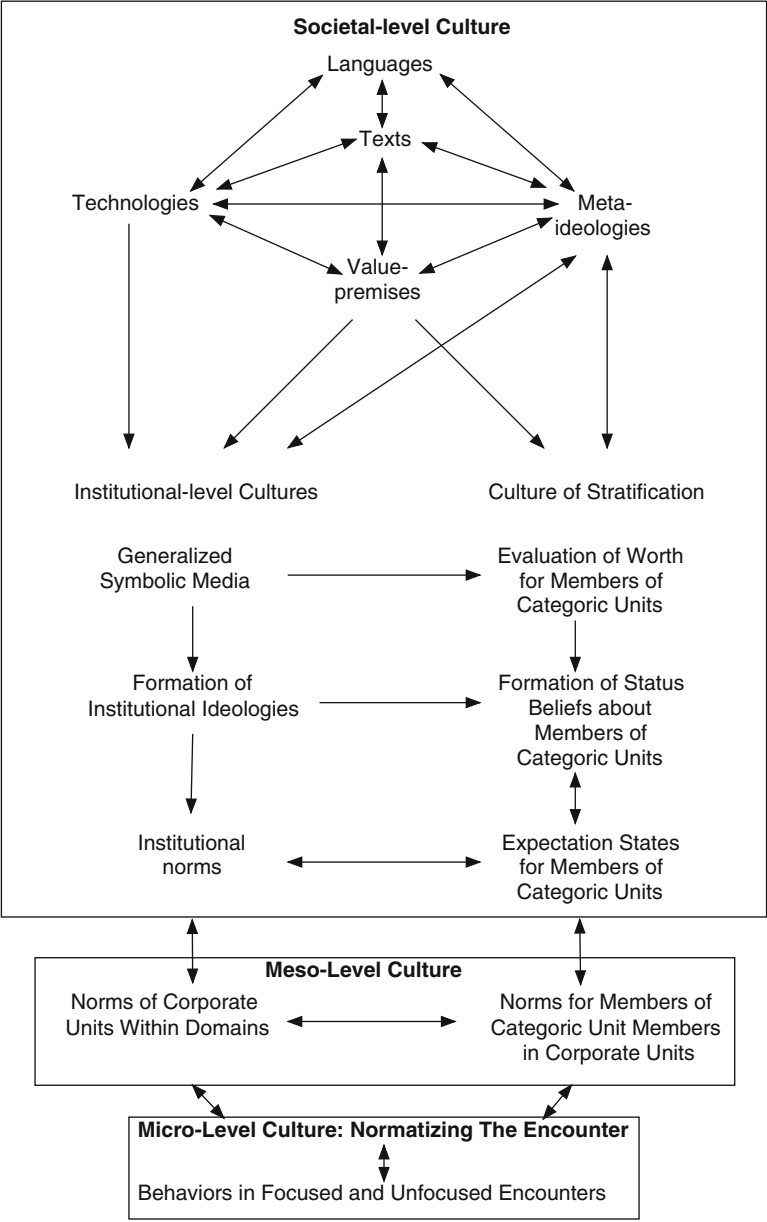 Societal-level Culture
Languages
Texts
Technologies
Meta-
ideologies
Value-
premises
Institutional-level Cultures
Culture of Stratification
Generalized
Symbolic Media
Evaluation of Worth
for Members of
Categoric Units
Formation of
Institutional Ideologies
Formation of Status
Beliefs about
Members of
Categoric Units
Institutional
norms
Expectation States
for Members of
Categoric Units
Meso-Level Culture
Norms of Corporate
Units Within Domains
Norms for Members of
Categoric Unit Members
in Corporate Units
Micro-Level Culture: Normatizing The Encounter
Behaviors in Focused and Unfocused Encounters